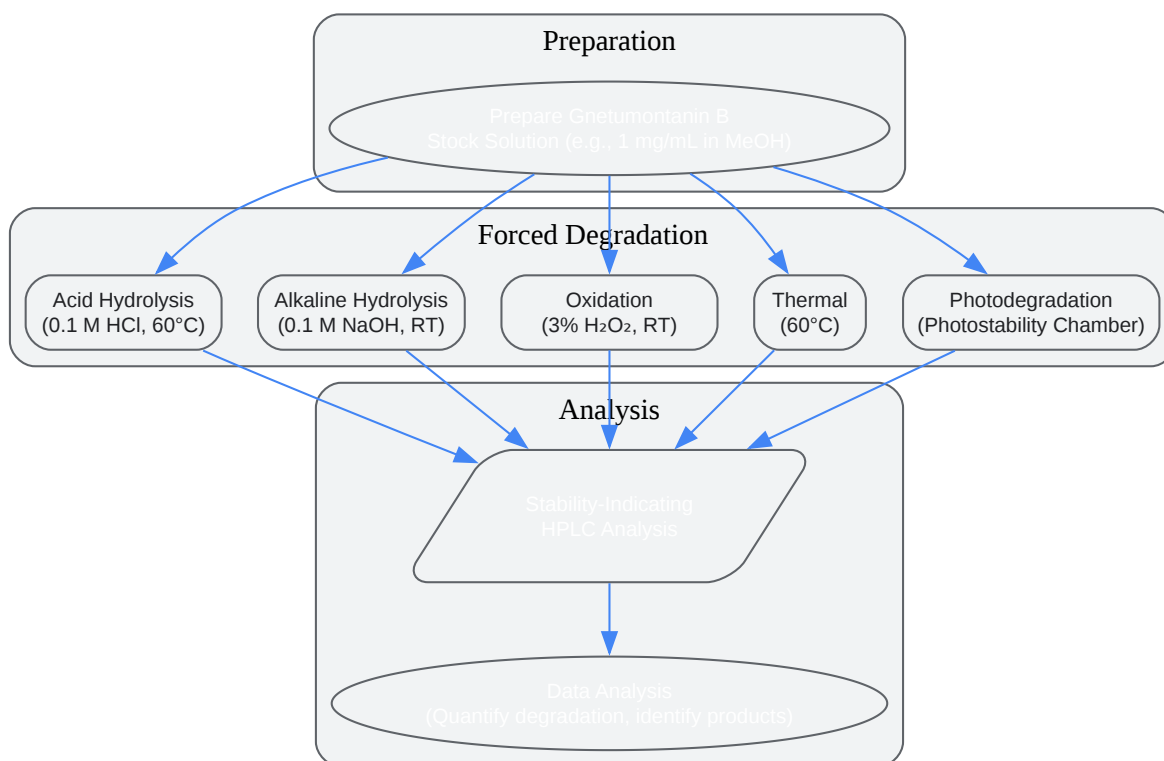 Preparation
Prepare Gnetumontanin B
Stock Solution (e.g., 1 mg/mL in MeOH)
Forced Degradation
Acid Hydrolysis
(0.1 M HCl, 60°C)
Alkaline Hydrolysis
(0.1 M NaOH, RT)
Oxidation
(3% H₂O₂, RT)
Thermal
(60°C)
Photodegradation
(Photostability Chamber)
Analysis
Stability-Indicating
HPLC Analysis
Data Analysis
(Quantify degradation, identify products)